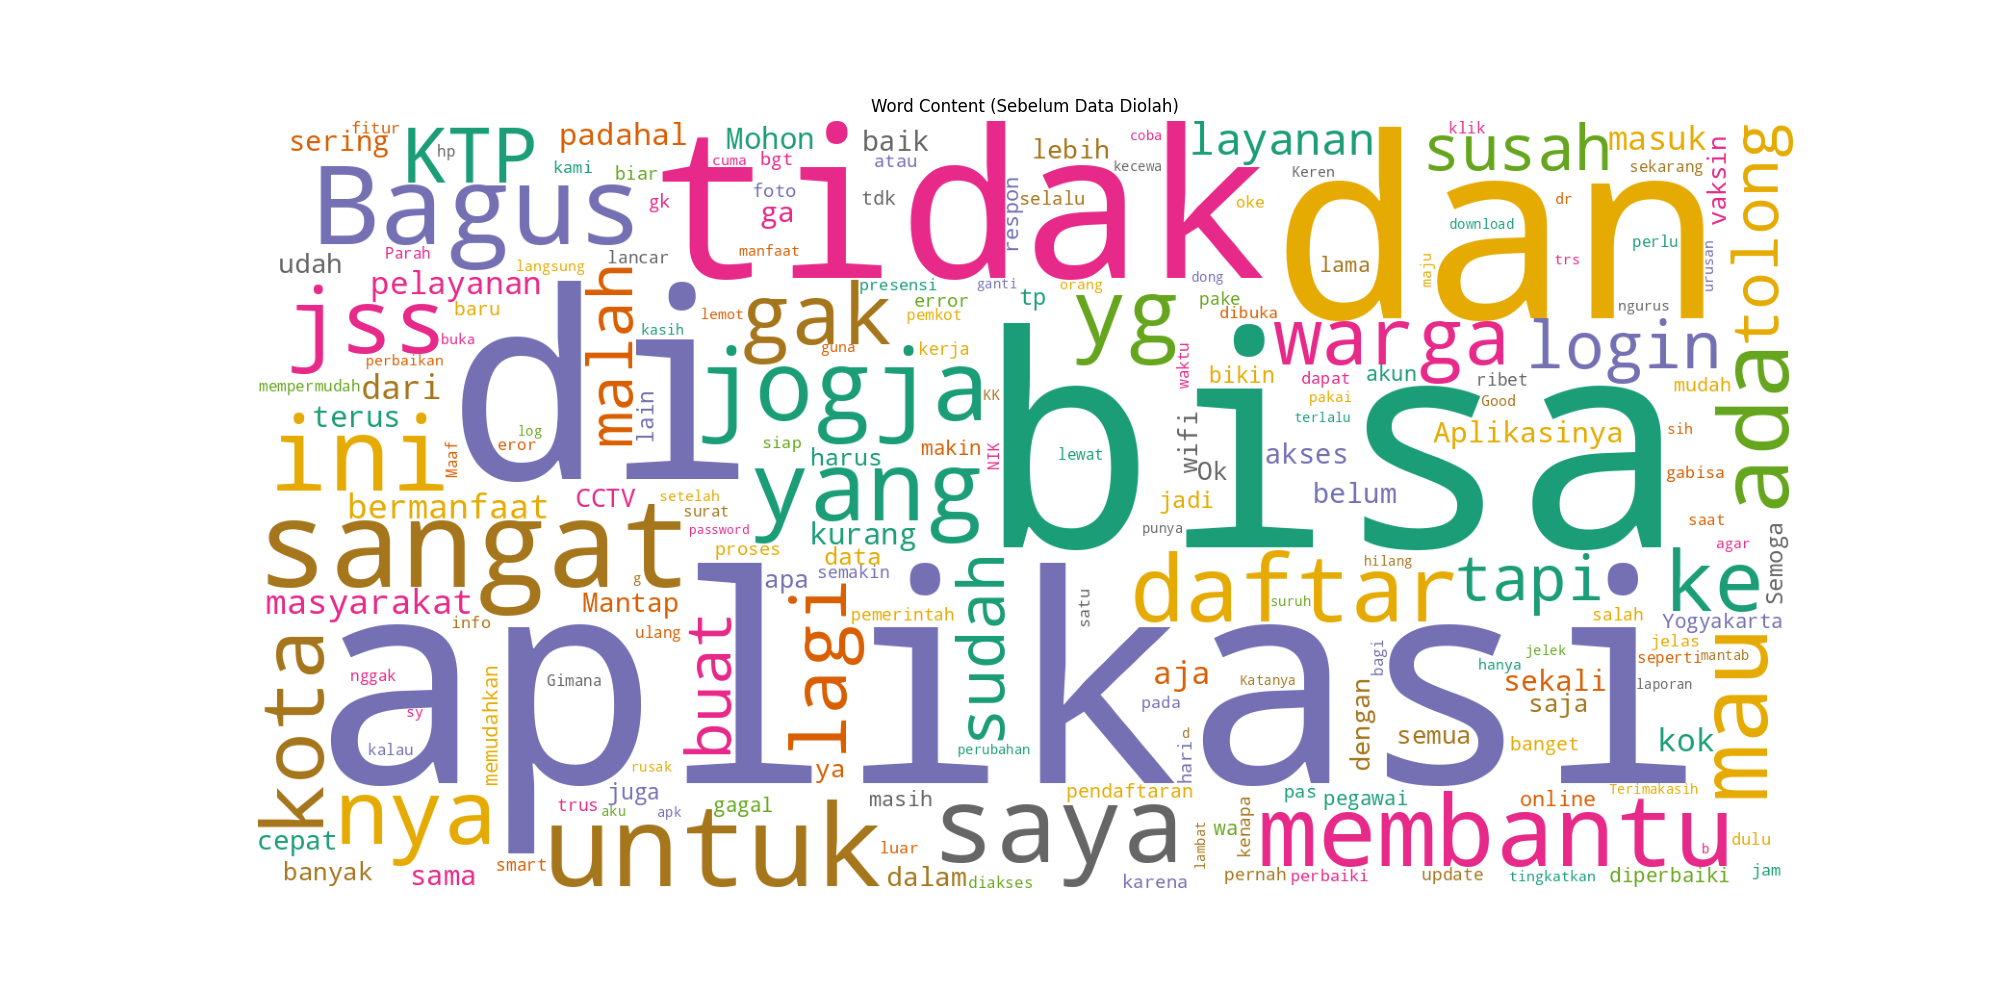 Word Content (Sebelum Data Diolah)
fitur
sering
KTP
hp
padahal
Mohon
baik
lebih
coba
layanan
klik
susah
masuk
sekarang
vaksin
tolong
kami
biar
cuma
bgt
atau
kecewa
Keren
Bagus
gk
foto
ga
tdk
respon
selalu
oke
dr
download
perlu
urusan
tidak
dan
udah
Parah
langsung
lancar
manfaat
lama
maju
trs
ngurus
pelayanan
presensi
ganti
orang
dong
jss
baru
buka
malah
kasih
lemot
gak
error
pemkot
tp
yg
pake
dibuka
warga
login
ada
perbaikan
guna
kerja
waktu
bikin
dapat
akun
ribet
mudah
mempermudah
dari
di
lain
jogja
KK
pakai
Good
terus
log
eror
siap
terlalu
bisa
ini
Maaf
harus
makin
NIK
lewat
wifi
Ok
akses
Aplikasinya
sih
yang
gabisa
bermanfaat
CCTV
setelah
surat
password
jadi
belum
punya
kurang
saat
agar
Semoga
sangat
proses
data
hilang
masyarakat
g
Mantap
apa
semakin
sudah
daftar
suruh
tapi
ke
info
ulang
pemerintah
satu
salah
Yogyakarta
kota
nggak
Gimana
buat
lagi
aplikasi
aja
bagi
jelek
jelas
hanya
seperti
mantab
sekali
Katanya
laporan
mau
sy
memudahkan
pada
dengan
saja
kalau
perubahan
d
hari
semua
banget
kok
rusak
ya
nya
trus
juga
aku
apk
gagal
masih
pendaftaran
pas
pegawai
online
Terimakasih
cepat
untuk
saya
wa
kenapa
membantu
b
dulu
banyak
sama
smart
luar
dalam
diakses
lambat
karena
pernah
perbaiki
update
tingkatkan
diperbaiki
jam